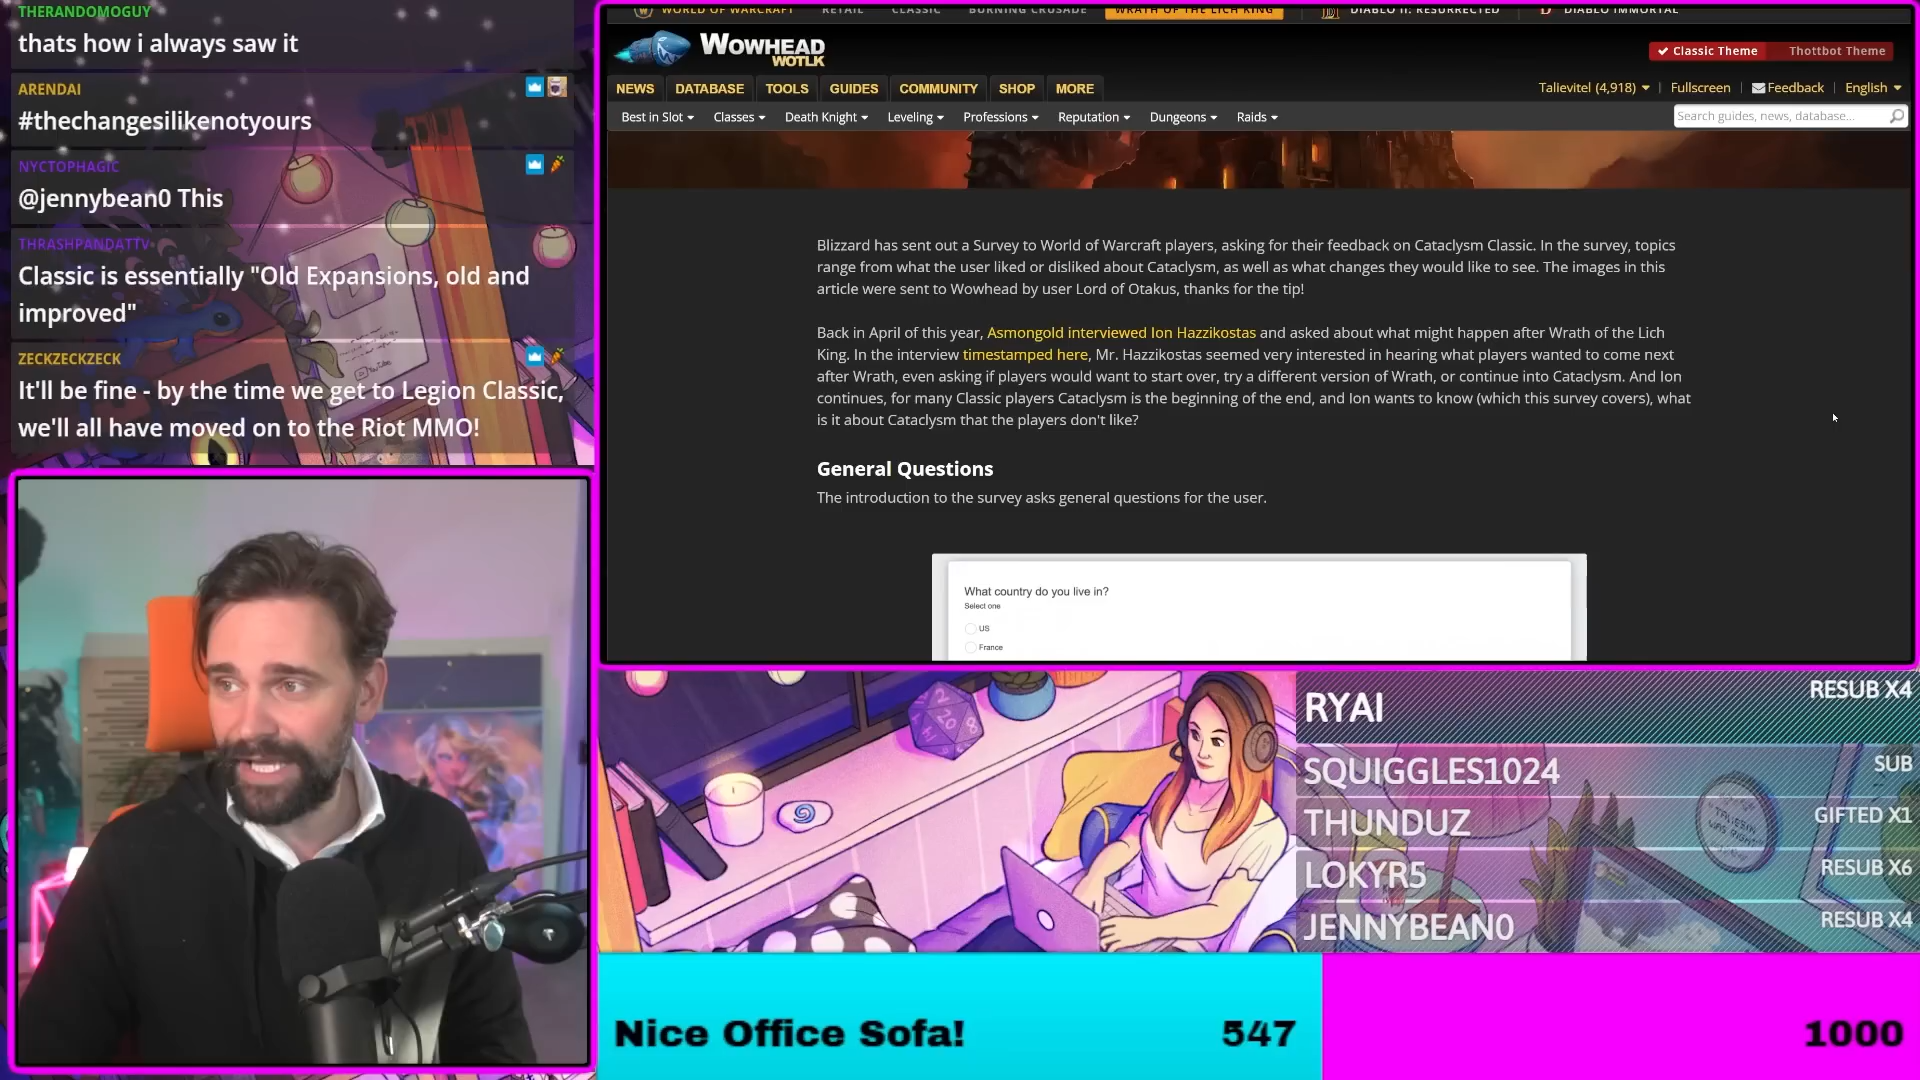 THERANDOMOGUY
thats how i always saw it
ARENDAI
#thechangesilikenotyours
NYCTOPHAGIC
@jennybean0 This
THRASHPANDATTV
Classic is essentially "Old Expansions, old and
improved"
ZECKZECKZECK
It'll be fine - by the time we get to Legion Classic,
we'll all have moved on to the Riot MMO!
WORLD OF WARCRAFT RETAIL CLASSIC BURNING CRUSADE WRATH OF THE LICH KING DIABLO II: RESURRECTED DIABLO IMMORTAL
WOWHEAD
WOTLK
Classic Theme Thottbot Theme
NEWS DATABASE TOOLS GUIDES COMMUNITY SHOP MORE
Talievitel (4,918) Fullscreen Feedback English
Best in Slot Classes Death Knight Leveling Professions Reputation Dungeons Raids
Search guides, news, database...
Blizzard has sent out a Survey to World of Warcraft players, asking for their feedback on Cataclysm Classic. In the survey, topics
range from what the user liked or disliked about Cataclysm, as well as what changes they would like to see. The images in this
article were sent to Wowhead by user Lord of Otakus, thanks for the tip!
Back in April of this year, Asmongold interviewed Ion Hazzikostas and asked about what might happen after Wrath of the Lich
King. In the interview timestamped here, Mr. Hazzikostas seemed very interested in hearing what players wanted to come next
after Wrath, even asking if players would want to start over, try a different version of Wrath, or continue into Cataclysm. And Ion
continues, for many Classic players Cataclysm is the beginning of the end, and Ion wants to know (which this survey covers), what
is it about Cataclysm that the players don't like?
General Questions
The introduction to the survey asks general questions for the user.
What country do you live in?
Select one
US
France
RYAI RESUB X4
SQUIGGLES1024 SUB
THUNDUZ GIFTED X1
LOKYR5 RESUB X6
JENNYBEAN0 RESUB X4
TALIESIN
WAS RIGHT
Nice Office Sofa! 547
1000